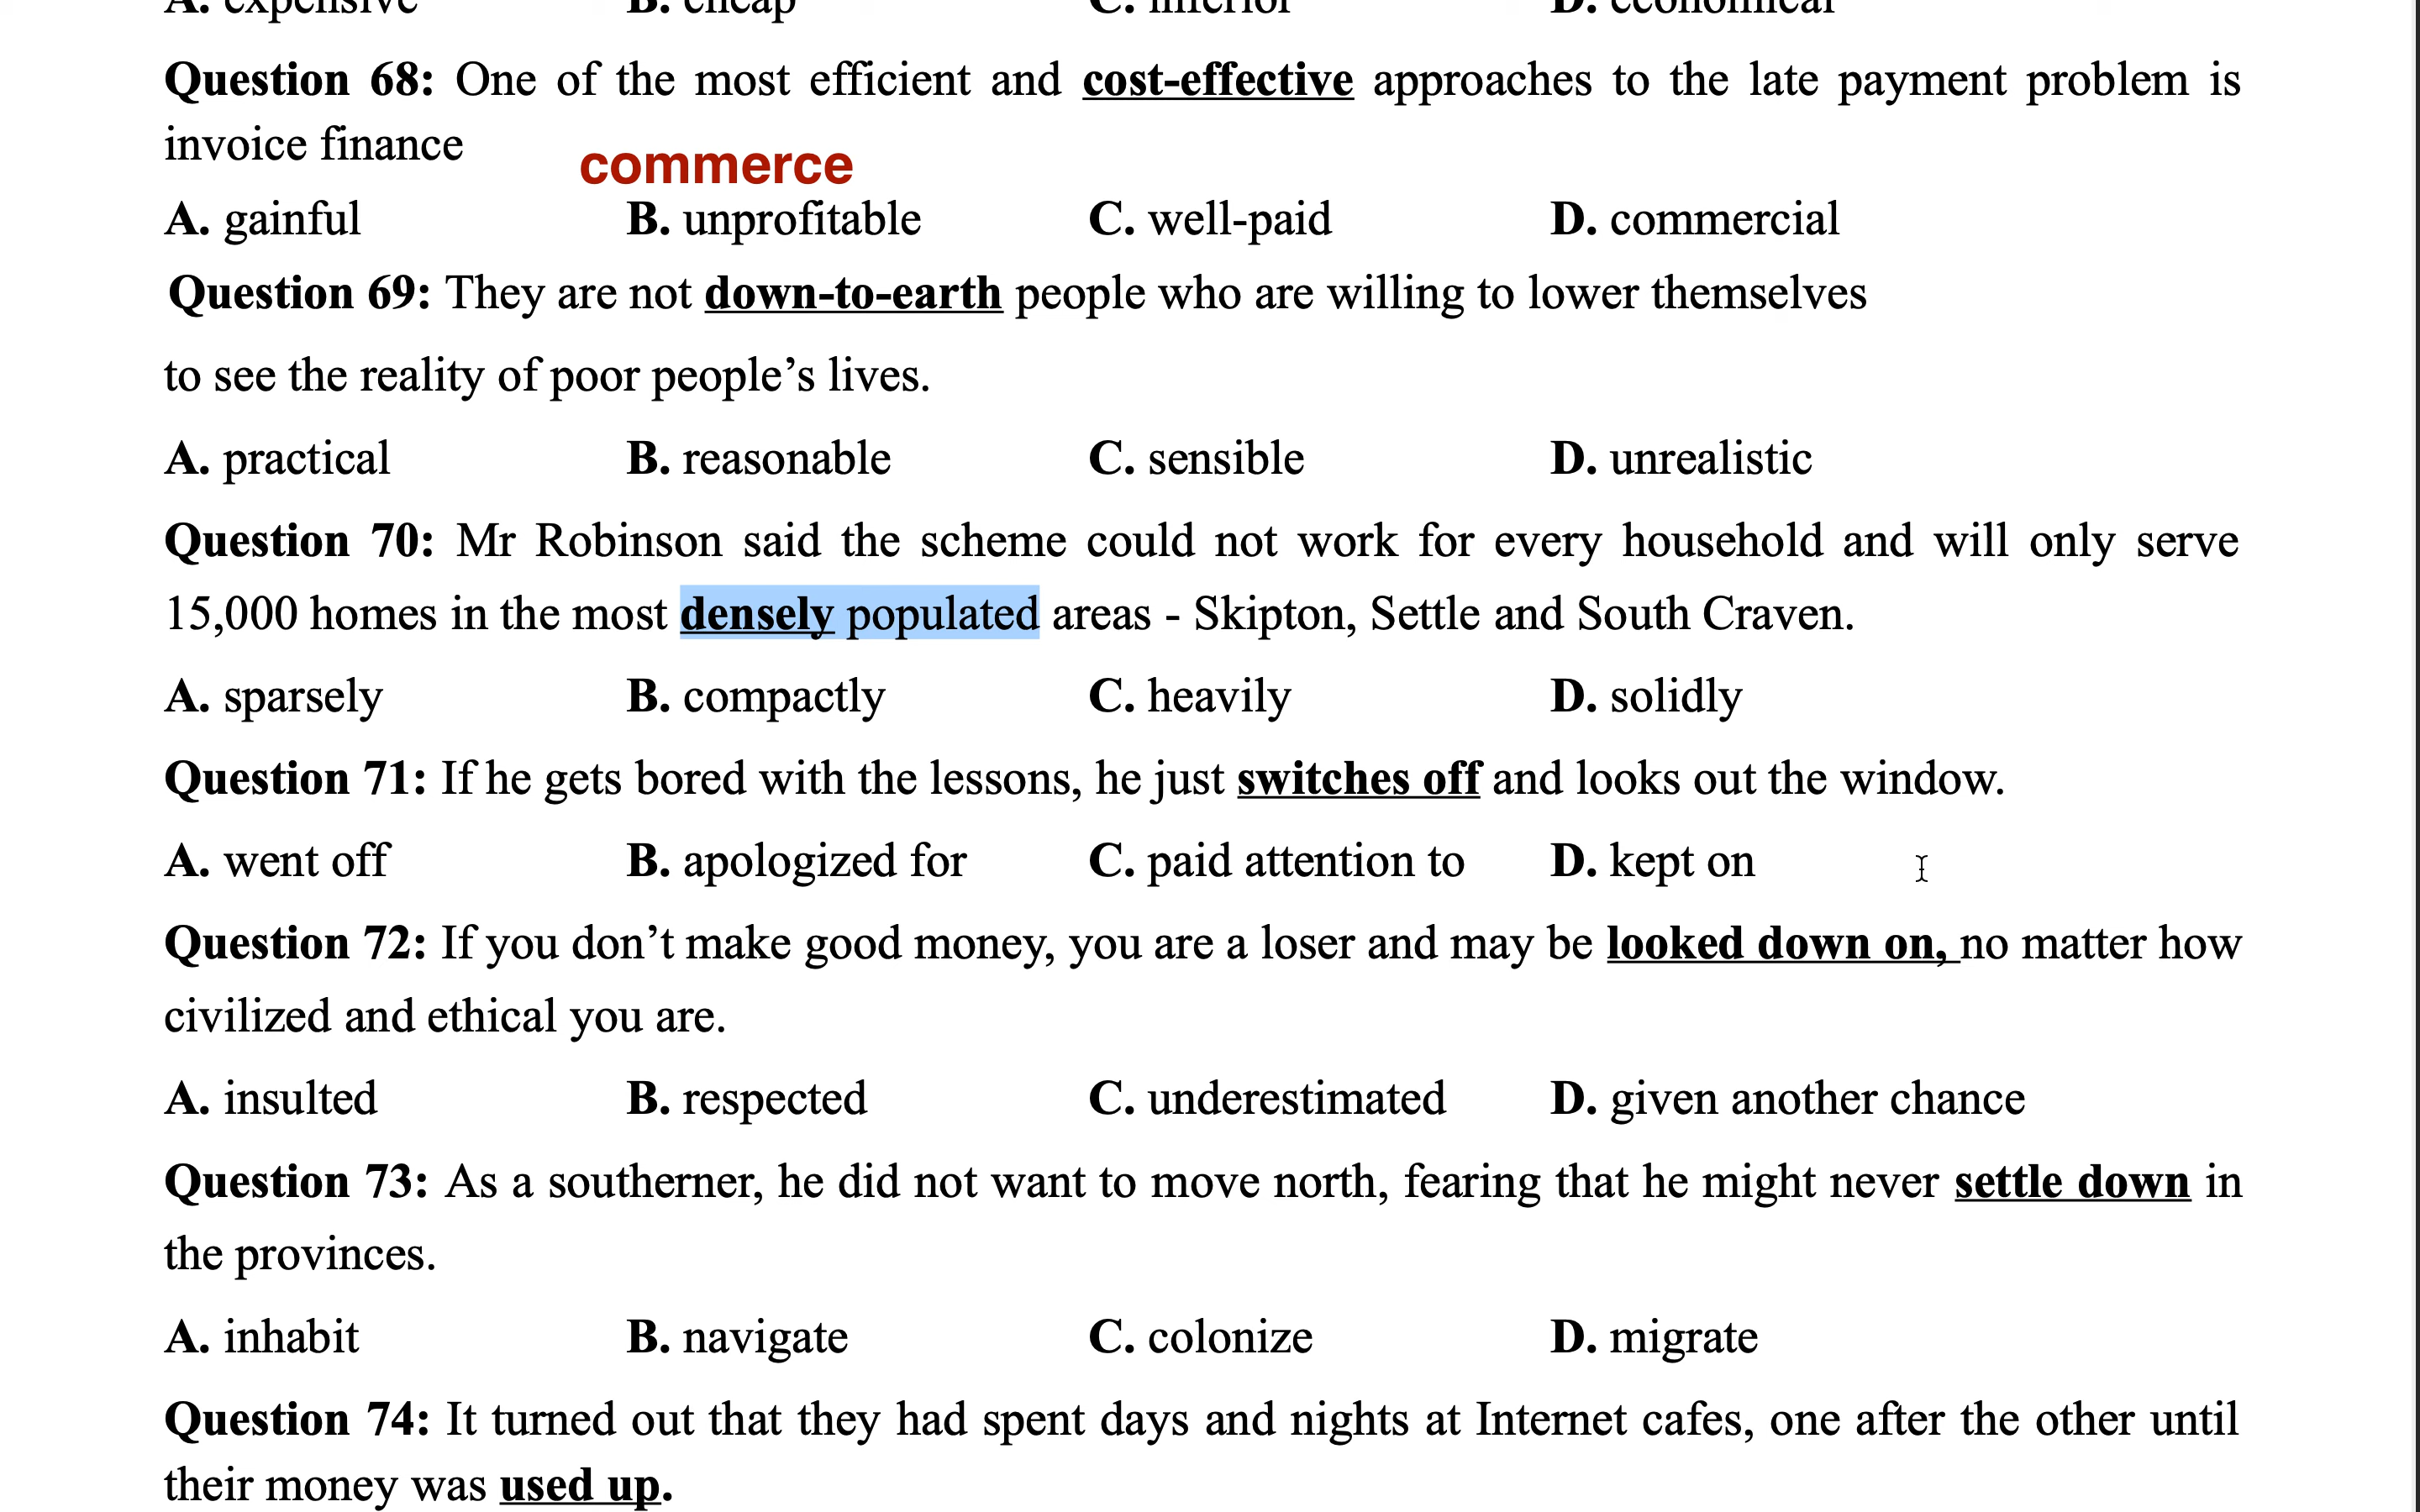 A. expensive B. cheap C. inferior D. economical
Question 68: One of the most efficient and cost-effective approaches to the late payment problem is
invoice finance
commerce
A. gainful B. unprofitable C. well-paid D. commercial
Question 69: They are not down-to-earth people who are willing to lower themselves
to see the reality of poor people’s lives.
A. practical B. reasonable C. sensible D. unrealistic
Question 70: Mr Robinson said the scheme could not work for every household and will only serve
15,000 homes in the most densely populated areas - Skipton, Settle and South Craven.
A. sparsely B. compactly C. heavily D. solidly
Question 71: If he gets bored with the lessons, he just switches off and looks out the window.
A. went off B. apologized for C. paid attention to D. kept on
Question 72: If you don’t make good money, you are a loser and may be looked down on, no matter how
civilized and ethical you are.
A. insulted B. respected C. underestimated D. given another chance
Question 73: As a southerner, he did not want to move north, fearing that he might never settle down in
the provinces.
A. inhabit B. navigate C. colonize D. migrate
Question 74: It turned out that they had spent days and nights at Internet cafes, one after the other until
their money was used up.